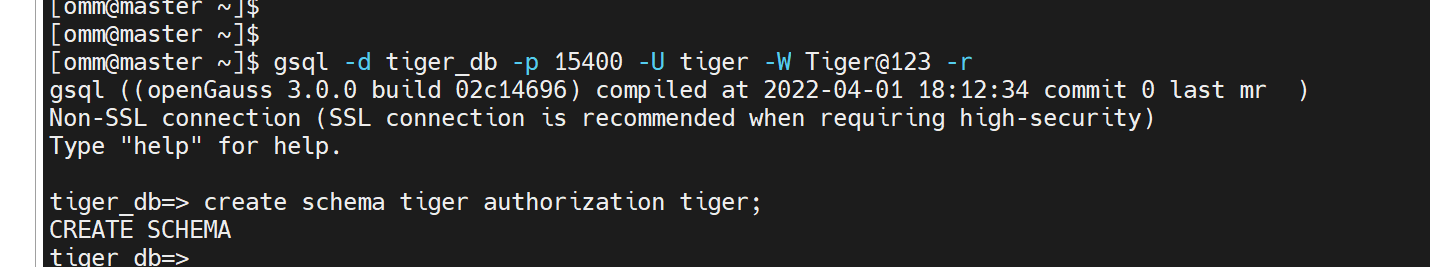 [omm@master ~]$
[omm@master ~]$
[omm@master ~]$ gsql -d tiger_db -p 15400 -U tiger -W Tiger@123 -r
gsql ((openGauss 3.0.0 build 02c14696) compiled at 2022-04-01 18:12:34 commit 0 last mr  )
Non-SSL connection (SSL connection is recommended when requiring high-security)
Type "help" for help.
tiger_db=> create schema tiger authorization tiger;
CREATE SCHEMA
tiger_db=>